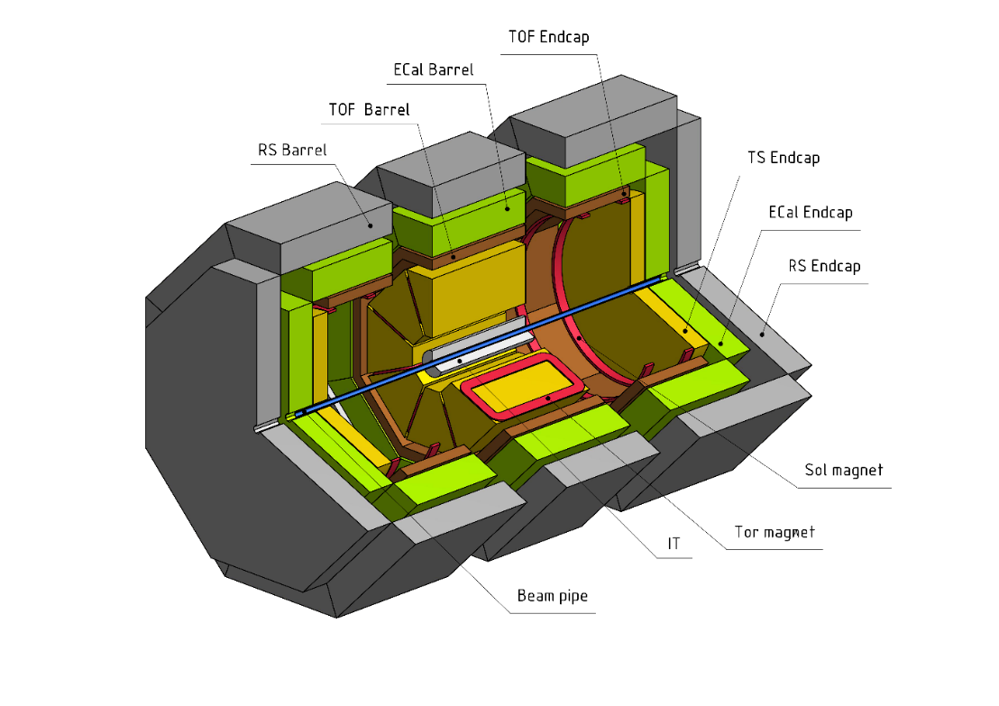 TOF Endcap
ECal Barrel
TOF Barrel
RS Barrel
TS Endcap
ECal Endcap
RS Endcap
Sol magnet
Tor magmet
IT
Beam pipe